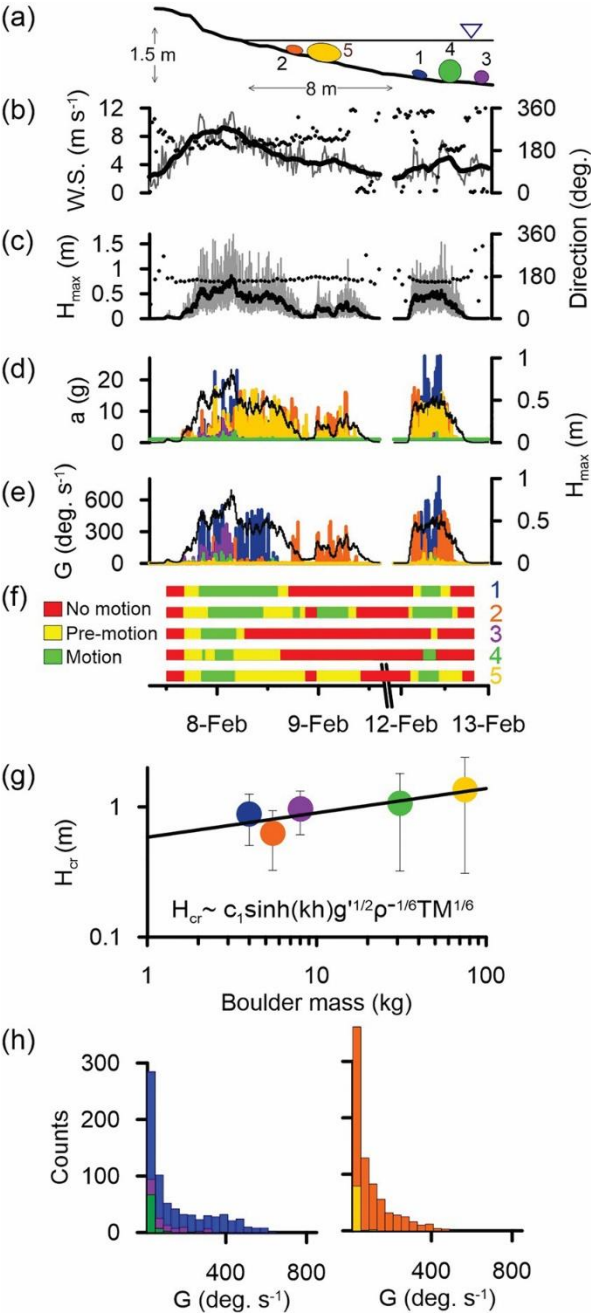 (a)
1.5 m
2
5
1
4
3
8 m
(b)
W.S. (m s⁻¹)
12
8
4
0
360
180
0
Direction (deg.)
(c)
H_max (m)
1.5
1
0.5
0
360
180
0
(d)
a (g)
20
10
0
1
0.5
0
H_max (m)
(e)
G (deg. s⁻¹)
600
300
0
1
0.5
0
(f)
No motion
Pre-motion
Motion
1
2
3
4
5
8-Feb 9-Feb 12-Feb 13-Feb
(g)
H_cr (m)
1
0.1
H_cr~ c₁sinh(kh)g'^1/2ρ^-1/6TM^1/6
1 10 100
Boulder mass (kg)
(h)
Counts
300
200
100
0
400 800
400 800
G (deg. s⁻¹) G (deg. s⁻¹)